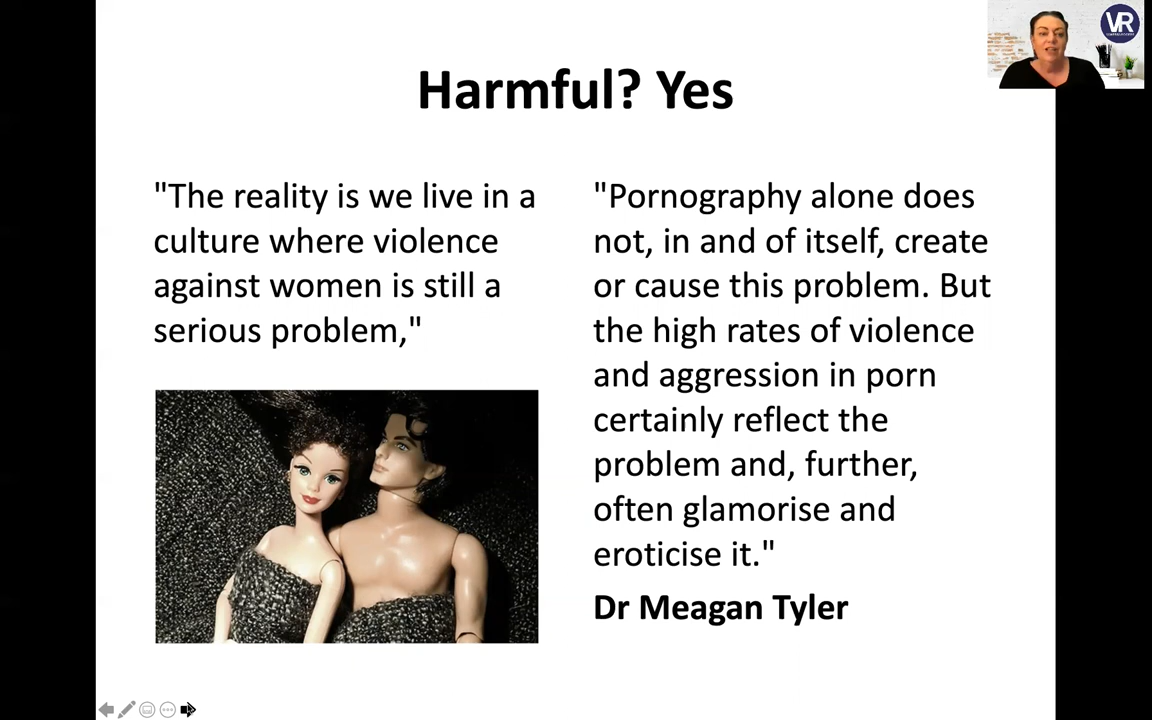 Harmful? Yes
"The reality is we live in a
culture where violence
against women is still a
serious problem,"
"Pornography alone does
not, in and of itself, create
or cause this problem. But
the high rates of violence
and aggression in porn
certainly reflect the
problem and, further,
often glamorise and
eroticise it."
Dr Meagan Tyler
VR